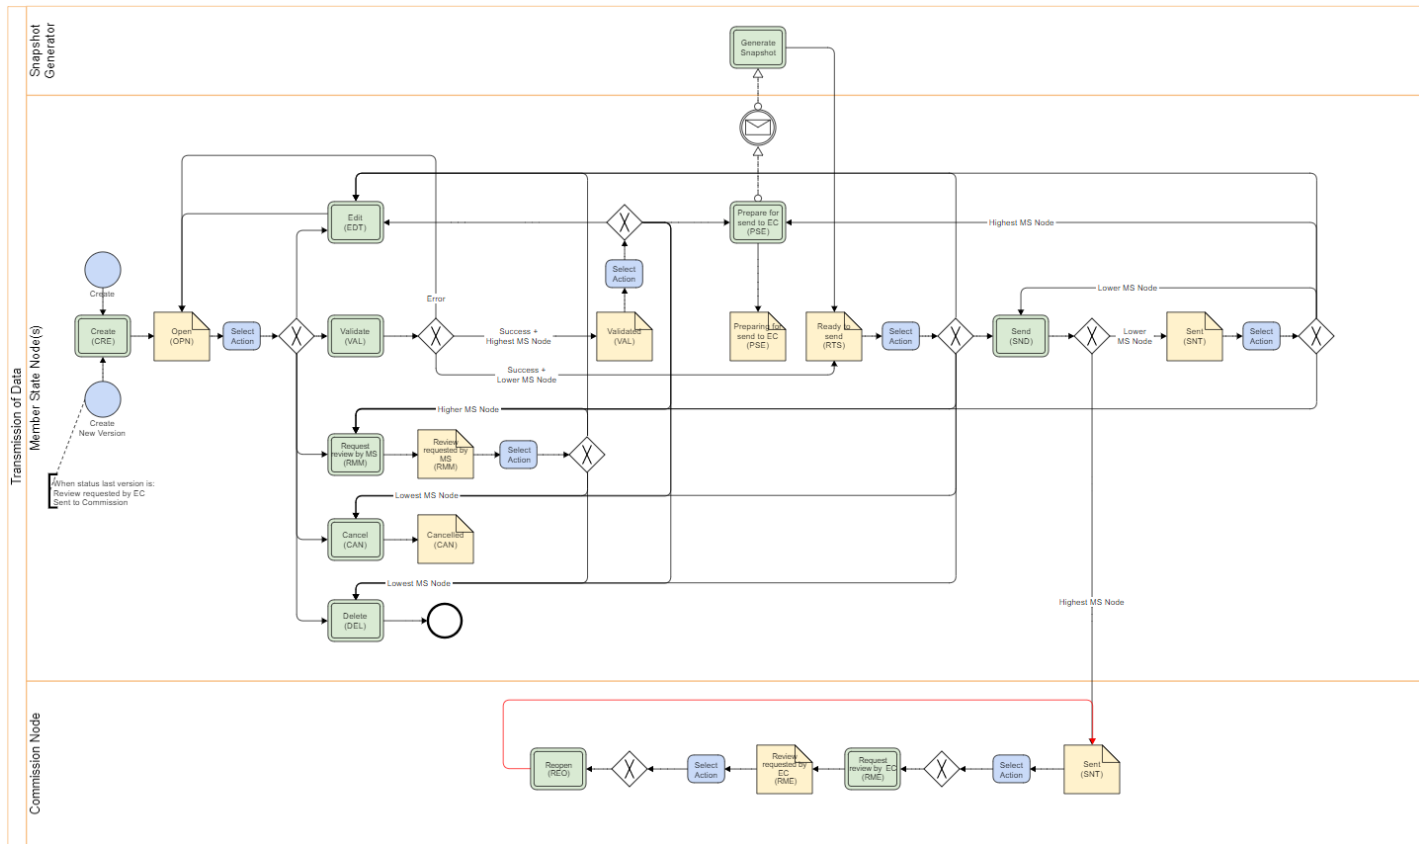 Transmission of Data
Snapshot
Generator
Generate
Snapshot
Member State Node(s)
Create
Create
(CRE)
Create
New Version
When status last version is:
Review requested by EC
Sent to Commission
Open
(OPN)
Select
Action
Edit
(EDT)
Validate
(VAL)
Error
Success +
Highest MS Node
Success +
Lower MS Node
Validated
(VAL)
Select
Action
Prepare for
send to EC
(PSE)
Preparing for
send to EC
(PSE)
Ready to
send
(RTS)
Select
Action
Highest MS Node
Lower MS Node
Send
(SND)
Lower
MS Node
Sent
(SNT)
Select
Action
Higher MS Node
Request
review by MS
(RMM)
Review
requested by
MS
(RMM)
Select
Action
Lowest MS Node
Cancel
(CAN)
Cancelled
(CAN)
Lowest MS Node
Delete
(DEL)
Highest MS Node
Commission Node
Reopen
(REO)
Select
Action
Review
requested by
EC
(RME)
Request
review by EC
(RME)
Select
Action
Sent
(SNT)